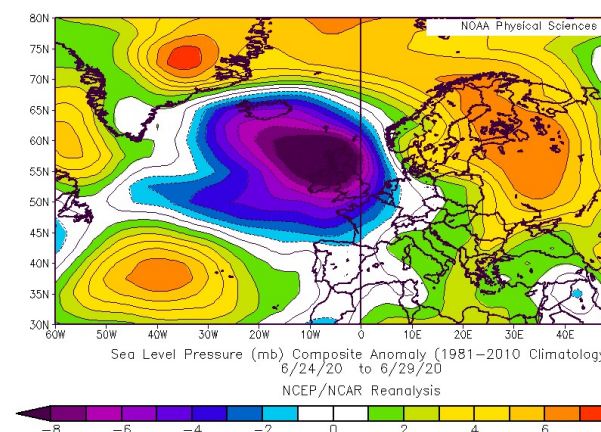 80N
NOAA Physical Sciences
75N
70N
65N
60N
55N
50N
45N
40N
35N
30N
60W 50W 40W 30W 20W 10W 0 10E 20E 30E 40E
Sea Level Pressure (mb) Composite Anomaly (1981-2010 Climatology
6/24/20 to 6/29/20
NCEP/NCAR Reanalysis
-8 -6 -4 -2 0 2 4 6